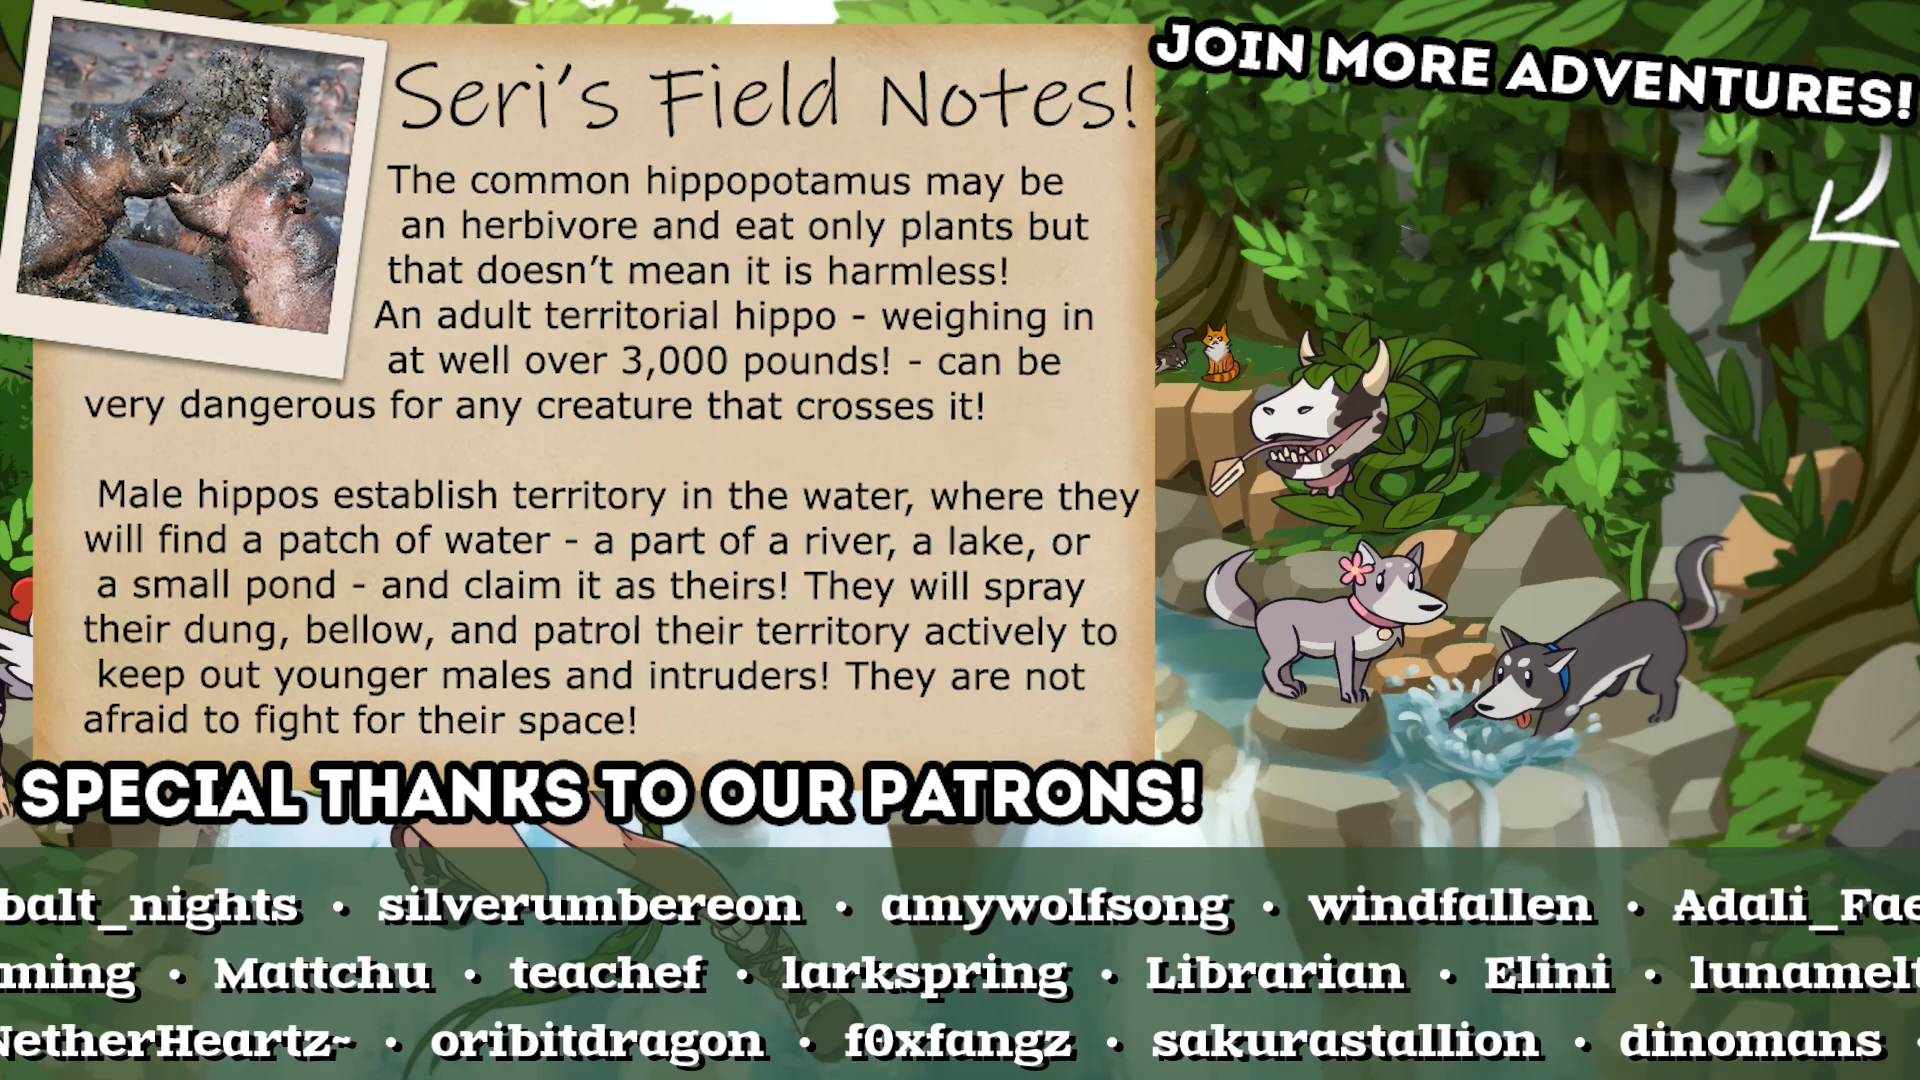 Seri's Field Notes!
JOIN MORE ADVENTURES!
The common hippopotamus may be
an herbivore and eat only plants but
that doesn't mean it is harmless!
An adult territorial hippo - weighing in
at well over 3,000 pounds! - can be
very dangerous for any creature that crosses it!
Male hippos establish territory in the water, where they
will find a patch of water - a part of a river, a lake, or
a small pond - and claim it as theirs! They will spray
their dung, bellow, and patrol their territory actively to
keep out younger males and intruders! They are not
afraid to fight for their space!
SPECIAL THANKS TO OUR PATRONS!
balt_nights · silverumbereon · amywolfsong · windfallen · Adali_Fae
ming · Mattchu · teachef · larkspring · Librarian · Elini · lunamelt
NetherHeartz~ · oribitdragon · f0xfangz · sakurastallion · dinomans ·